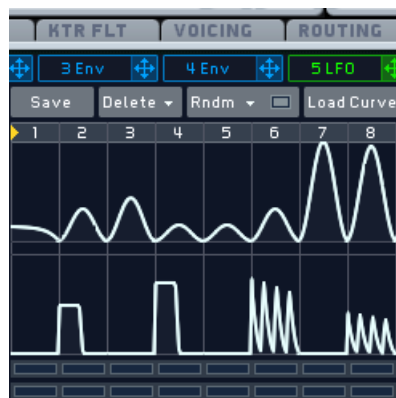 KTR FLT VOICING ROUTING
3 Env 4 Env 5 LFO
Save Delete Rndm Load Curve
1 2 3 4 5 6 7 8